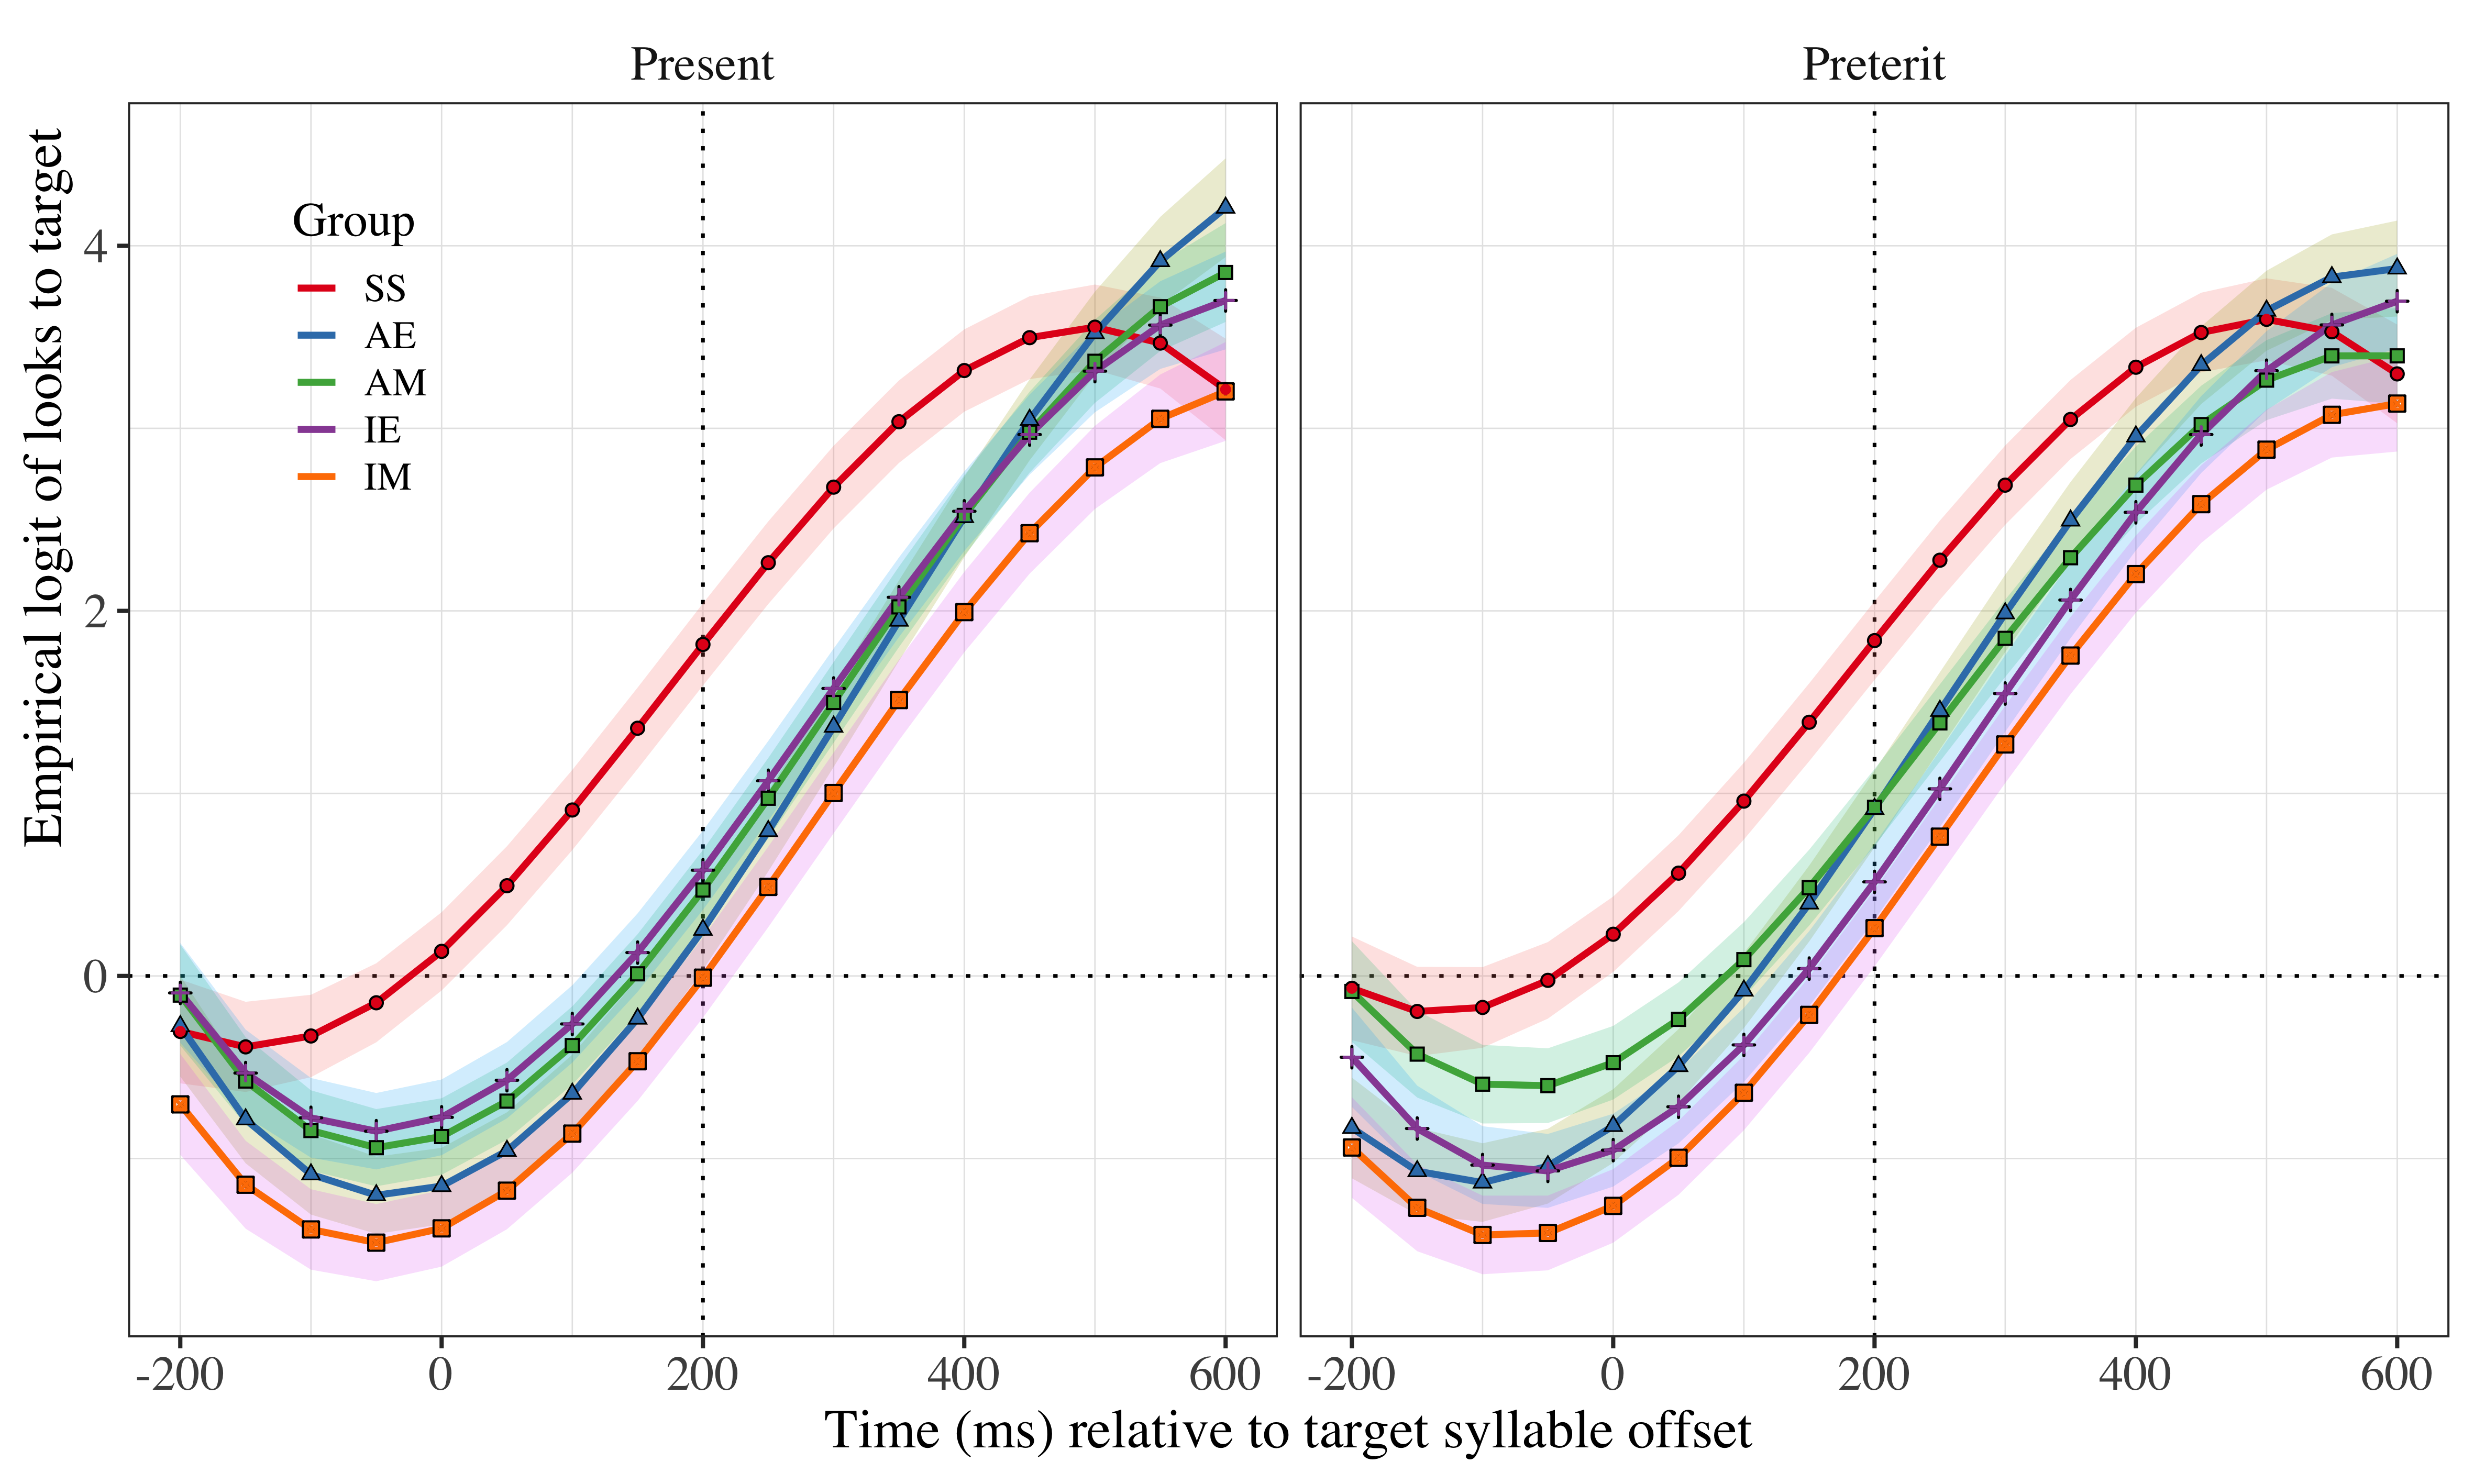 Present
Preterit
Empirical logit of looks to target
Group
SS
AE
AM
IE
IM
4
2
0
-200 0 200 400 600
-200 0 200 400 600
Time (ms) relative to target syllable offset